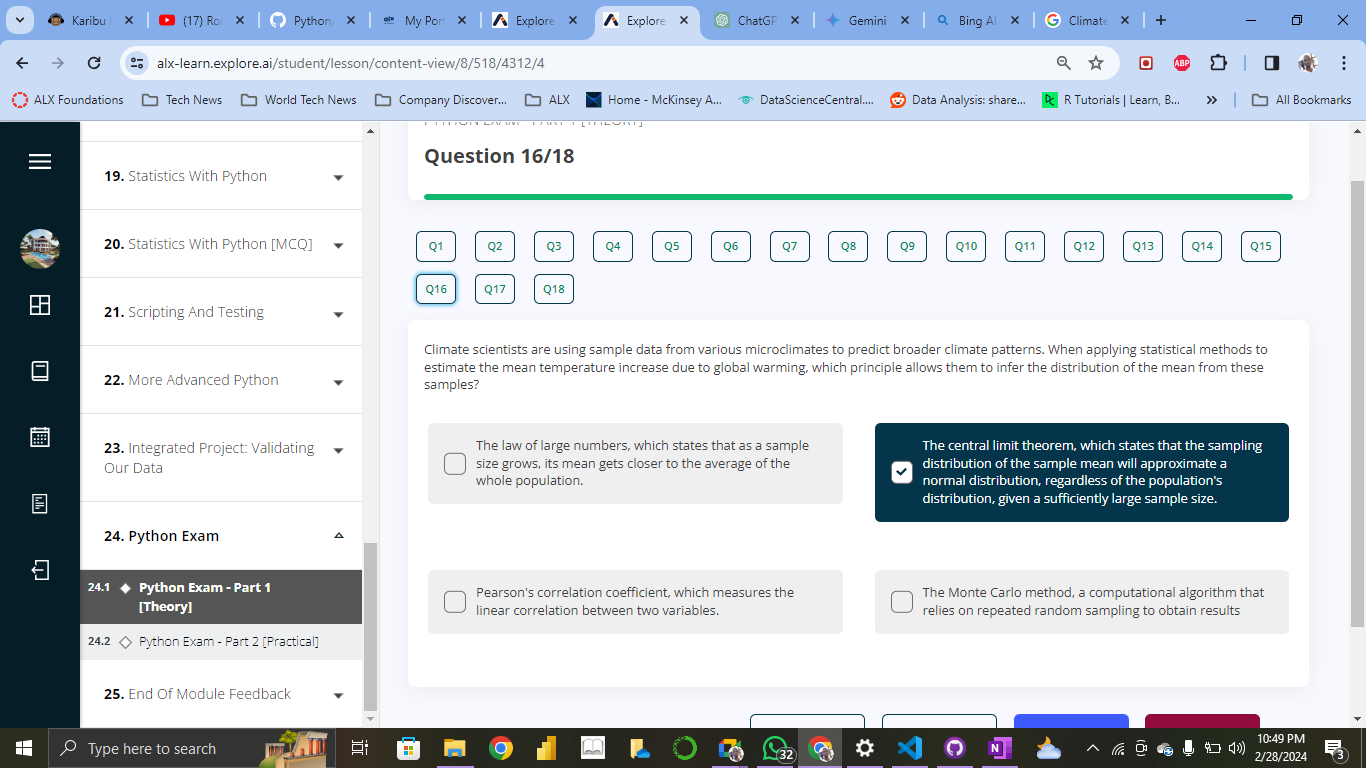 Karibu
(17) Ro
Python
My Por
Explore
Explore
ChatGP
Gemini
Bing AI
Climate
alx-learn.explore.ai/student/lesson/content-view/8/518/4312/4
ABP
ALX Foundations
Tech News
World Tech News
Company Discover...
ALX
Home - McKinsey A...
DataScienceCentral....
Data Analysis: share...
R Tutorials | Learn, B...
»
All Bookmarks
PYTHON EXAM - PART 1 [THEORY]
Question 16/18
19. Statistics With Python
20. Statistics With Python [MCQ]
21. Scripting And Testing
22. More Advanced Python
23. Integrated Project: Validating
Our Data
24. Python Exam
24.1 Python Exam - Part 1
[Theory]
24.2 Python Exam - Part 2 [Practical]
25. End Of Module Feedback
Q1 Q2 Q3 Q4 Q5 Q6 Q7 Q8 Q9 Q10 Q11 Q12 Q13 Q14 Q15
Q16 Q17 Q18
Climate scientists are using sample data from various microclimates to predict broader climate patterns. When applying statistical methods to
estimate the mean temperature increase due to global warming, which principle allows them to infer the distribution of the mean from these
samples?
The law of large numbers, which states that as a sample
size grows, its mean gets closer to the average of the
whole population.
The central limit theorem, which states that the sampling
distribution of the sample mean will approximate a
normal distribution, regardless of the population's
distribution, given a sufficiently large sample size.
Pearson's correlation coefficient, which measures the
linear correlation between two variables.
The Monte Carlo method, a computational algorithm that
relies on repeated random sampling to obtain results
Type here to search
32
10:49 PM
2/28/2024
3